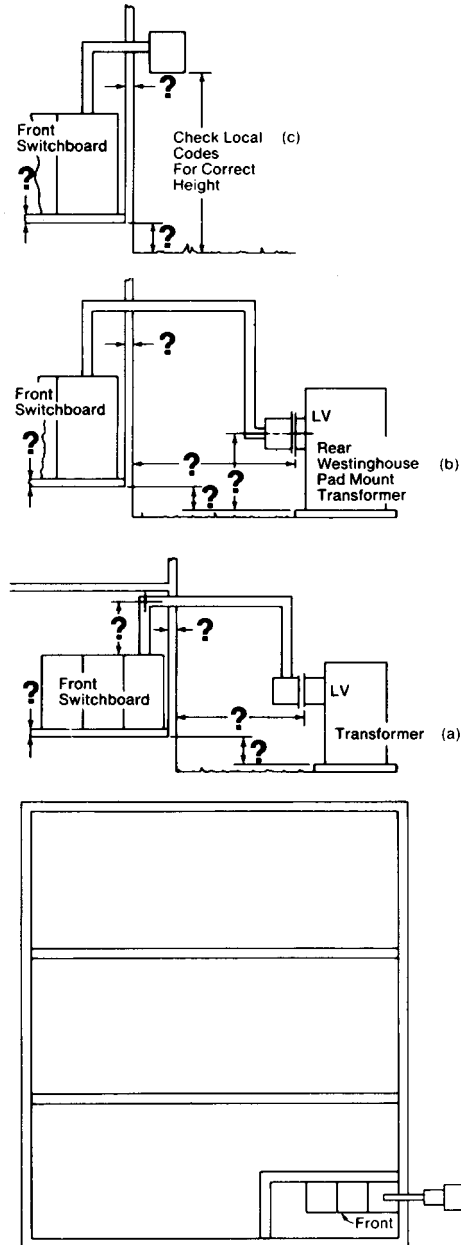 Front
Switchboard
?
?
?
Check Local (c)
Codes
For Correct
Height
?
Front
Switchboard
?
?
?
?
LV
Rear
Westinghouse (b)
Pad Mount
Transformer
?
?
?
Front
Switchboard
?
?
LV
Transformer (a)
Front